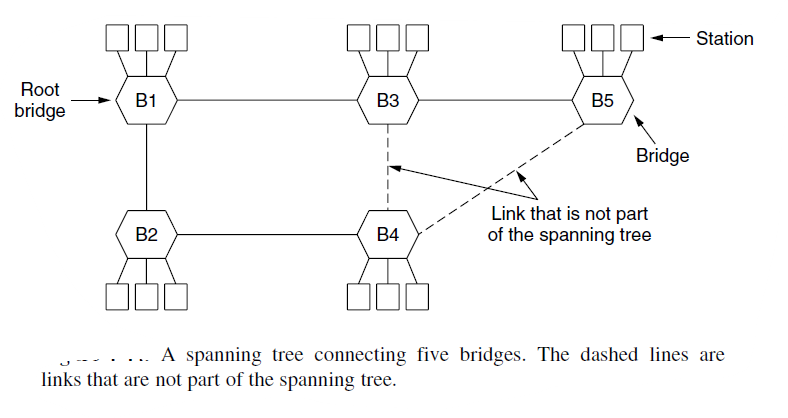 Station
Root
bridge
B1
B3
B5
Bridge
Link that is not part
of the spanning tree
B2
B4
A spanning tree connecting five bridges. The dashed lines are
links that are not part of the spanning tree.